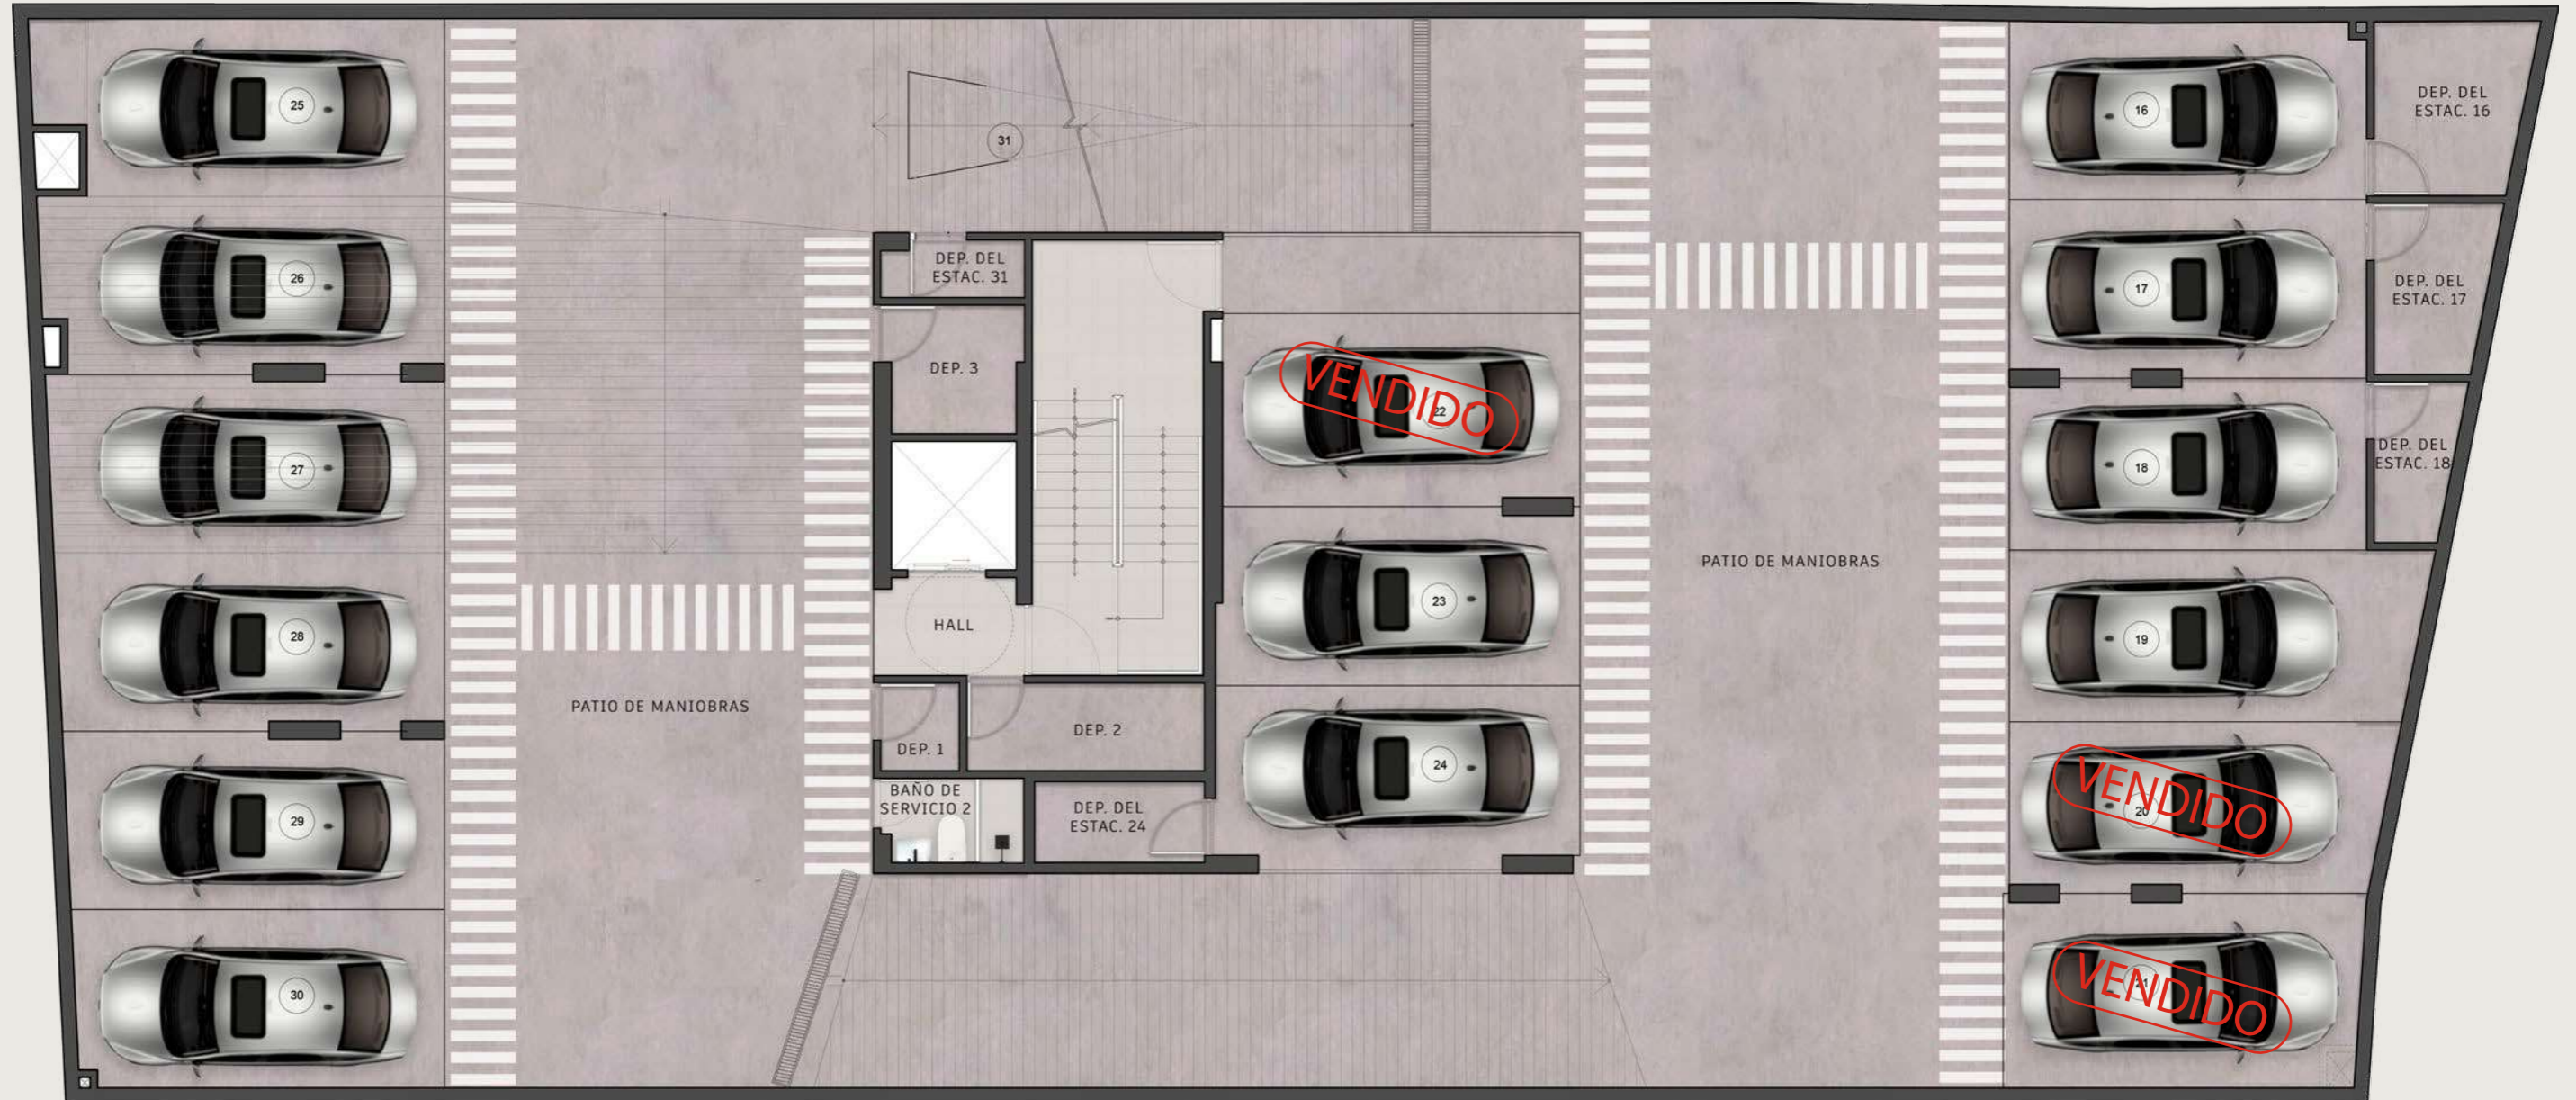 25
31
16
DEP. DEL
ESTAC. 16
26
DEP. DEL
ESTAC. 31
17
DEP. DEL
ESTAC. 17
DEP. 3
VENDIDO
22
27
18
DEP. DEL
ESTAC. 18
PATIO DE MANIOBRAS
23
HALL
28
19
PATIO DE MANIOBRAS
DEP. 1
DEP. 2
24
BAÑO DE
SERVICIO 2
DEP. DEL
ESTAC. 24
VENDIDO
20
29
30
VENDIDO